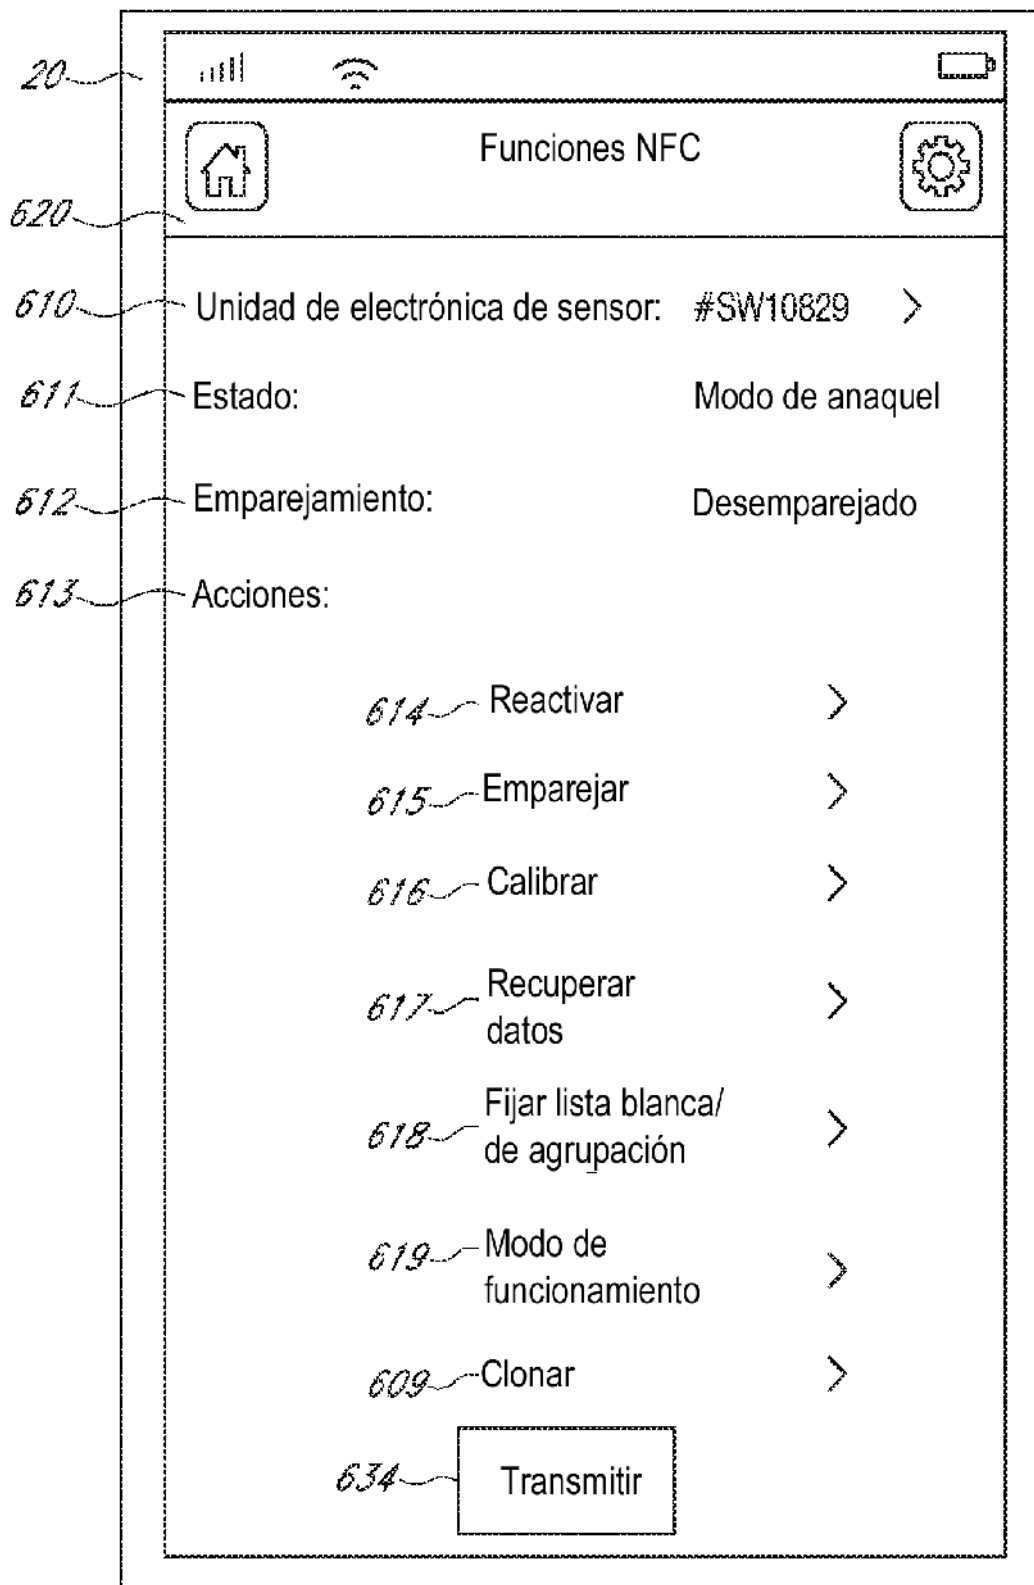 20
Funciones NFC
620
610 Unidad de electrónica de sensor: #SW10829 >
611 Estado: Modo de anaquel
612 Emparejamiento: Desemparejado
613 Acciones:
614 Reactivar >
615 Emparejar >
616 Calibrar >
617 Recuperar >
datos
618 Fijar lista blanca/ >
de agrupación
619 Modo de >
funcionamiento
609 Clonar >
634 Transmitir